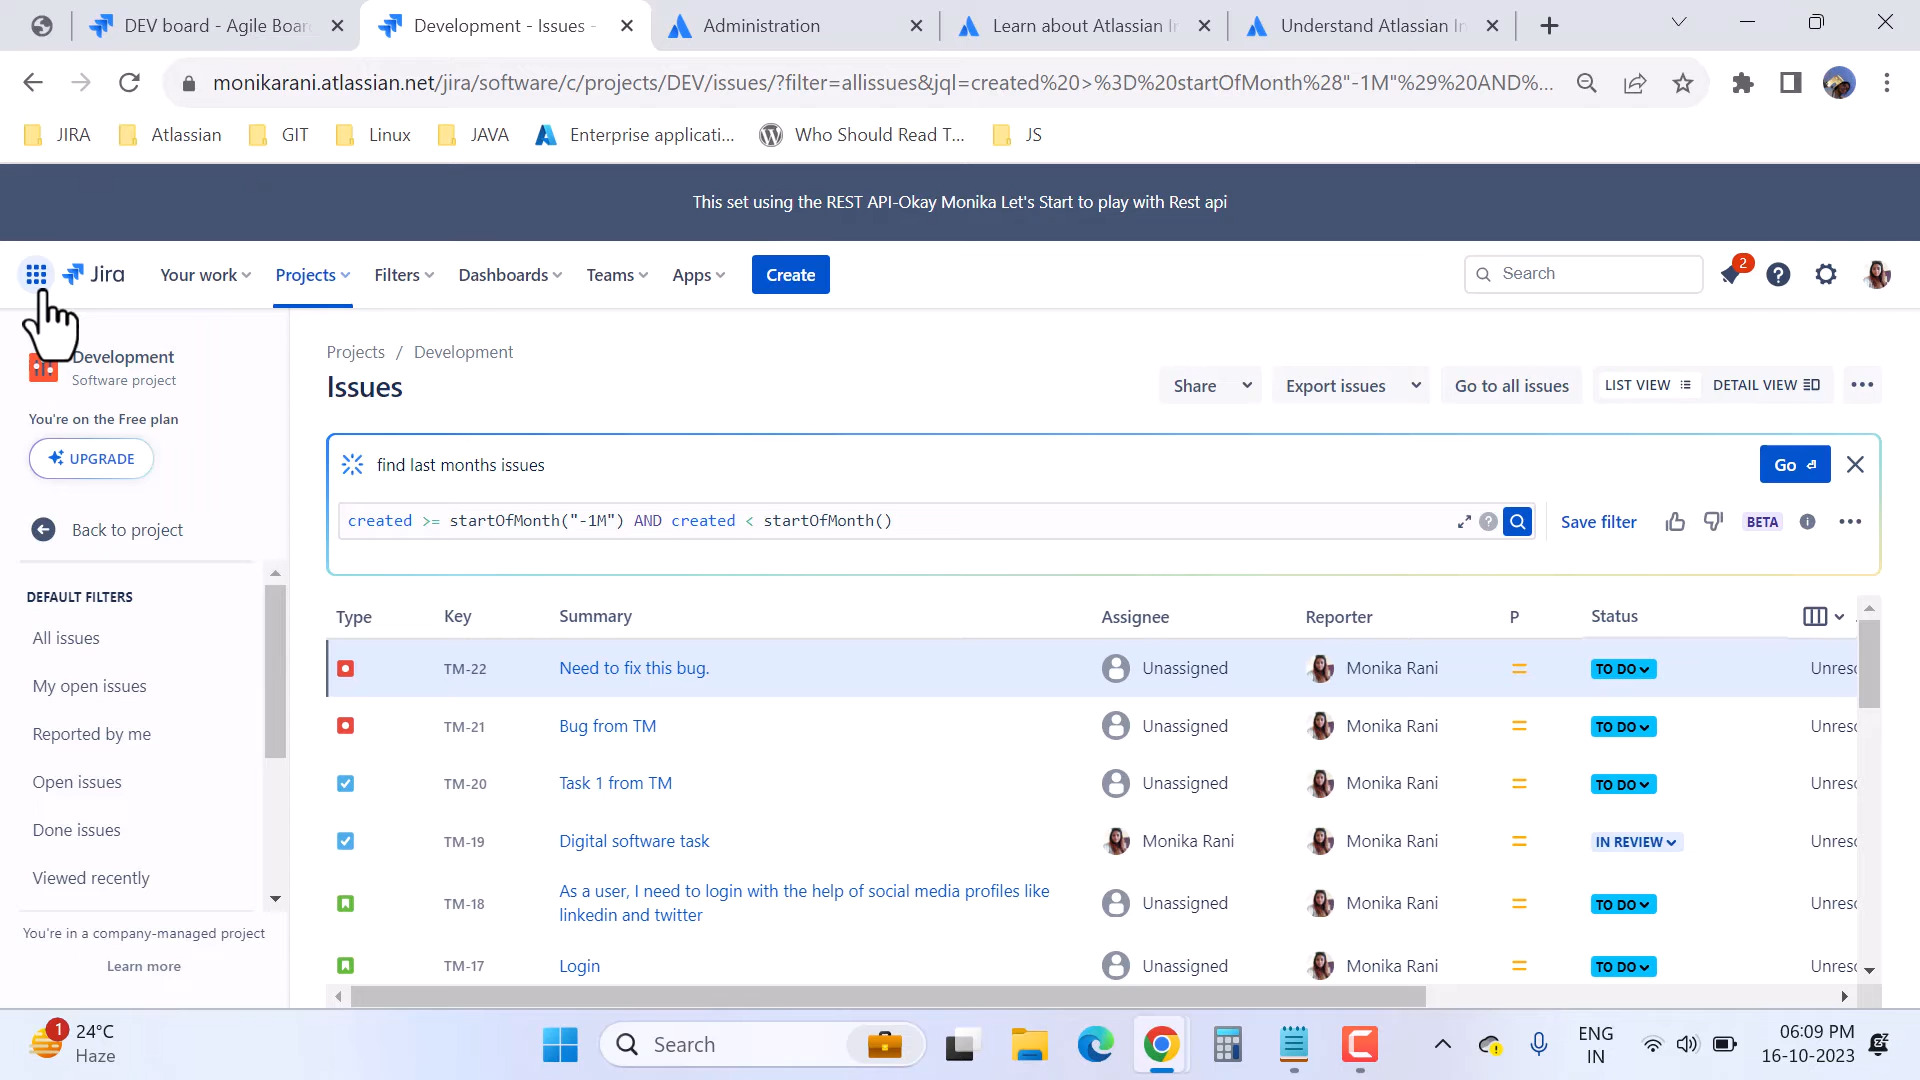 DEV board - Agile Boar
Development - Issues -
Administration
Learn about Atlassian In
Understand Atlassian In
monikarani.atlassian.net/jira/software/c/projects/DEV/issues/?filter=allissues&jql=created%20>%3D%20startOfMonth%28"-1M"%29%20AND%...
JIRA
Atlassian
GIT
Linux
JAVA
Enterprise applicati...
Who Should Read T...
JS
This set using the REST API-Okay Monika Let's Start to play with Rest api
Jira
Your work
Projects
Filters
Dashboards
Teams
Apps
Create
Search
2
Development
Software project
You're on the Free plan
UPGRADE
Back to project
DEFAULT FILTERS
All issues
My open issues
Reported by me
Open issues
Done issues
Viewed recently
You're in a company-managed project
Learn more
Projects / Development
Issues
Share
Export issues
Go to all issues
LIST VIEW
DETAIL VIEW
find last months issues
Go
created >= startOfMonth("-1M") AND created < startOfMonth()
Save filter
BETA
Type Key Summary Assignee Reporter P Status
TM-22 Need to fix this bug. Unassigned Monika Rani TO DO Unreso
TM-21 Bug from TM Unassigned Monika Rani TO DO Unreso
TM-20 Task 1 from TM Unassigned Monika Rani TO DO Unreso
TM-19 Digital software task Monika Rani Monika Rani IN REVIEW Unreso
TM-18 As a user, I need to login with the help of social media profiles like
linkedin and twitter Unassigned Monika Rani TO DO Unreso
TM-17 Login Unassigned Monika Rani TO DO Unreso
1
24°C
Haze
Search
ENG
IN
06:09 PM
16-10-2023